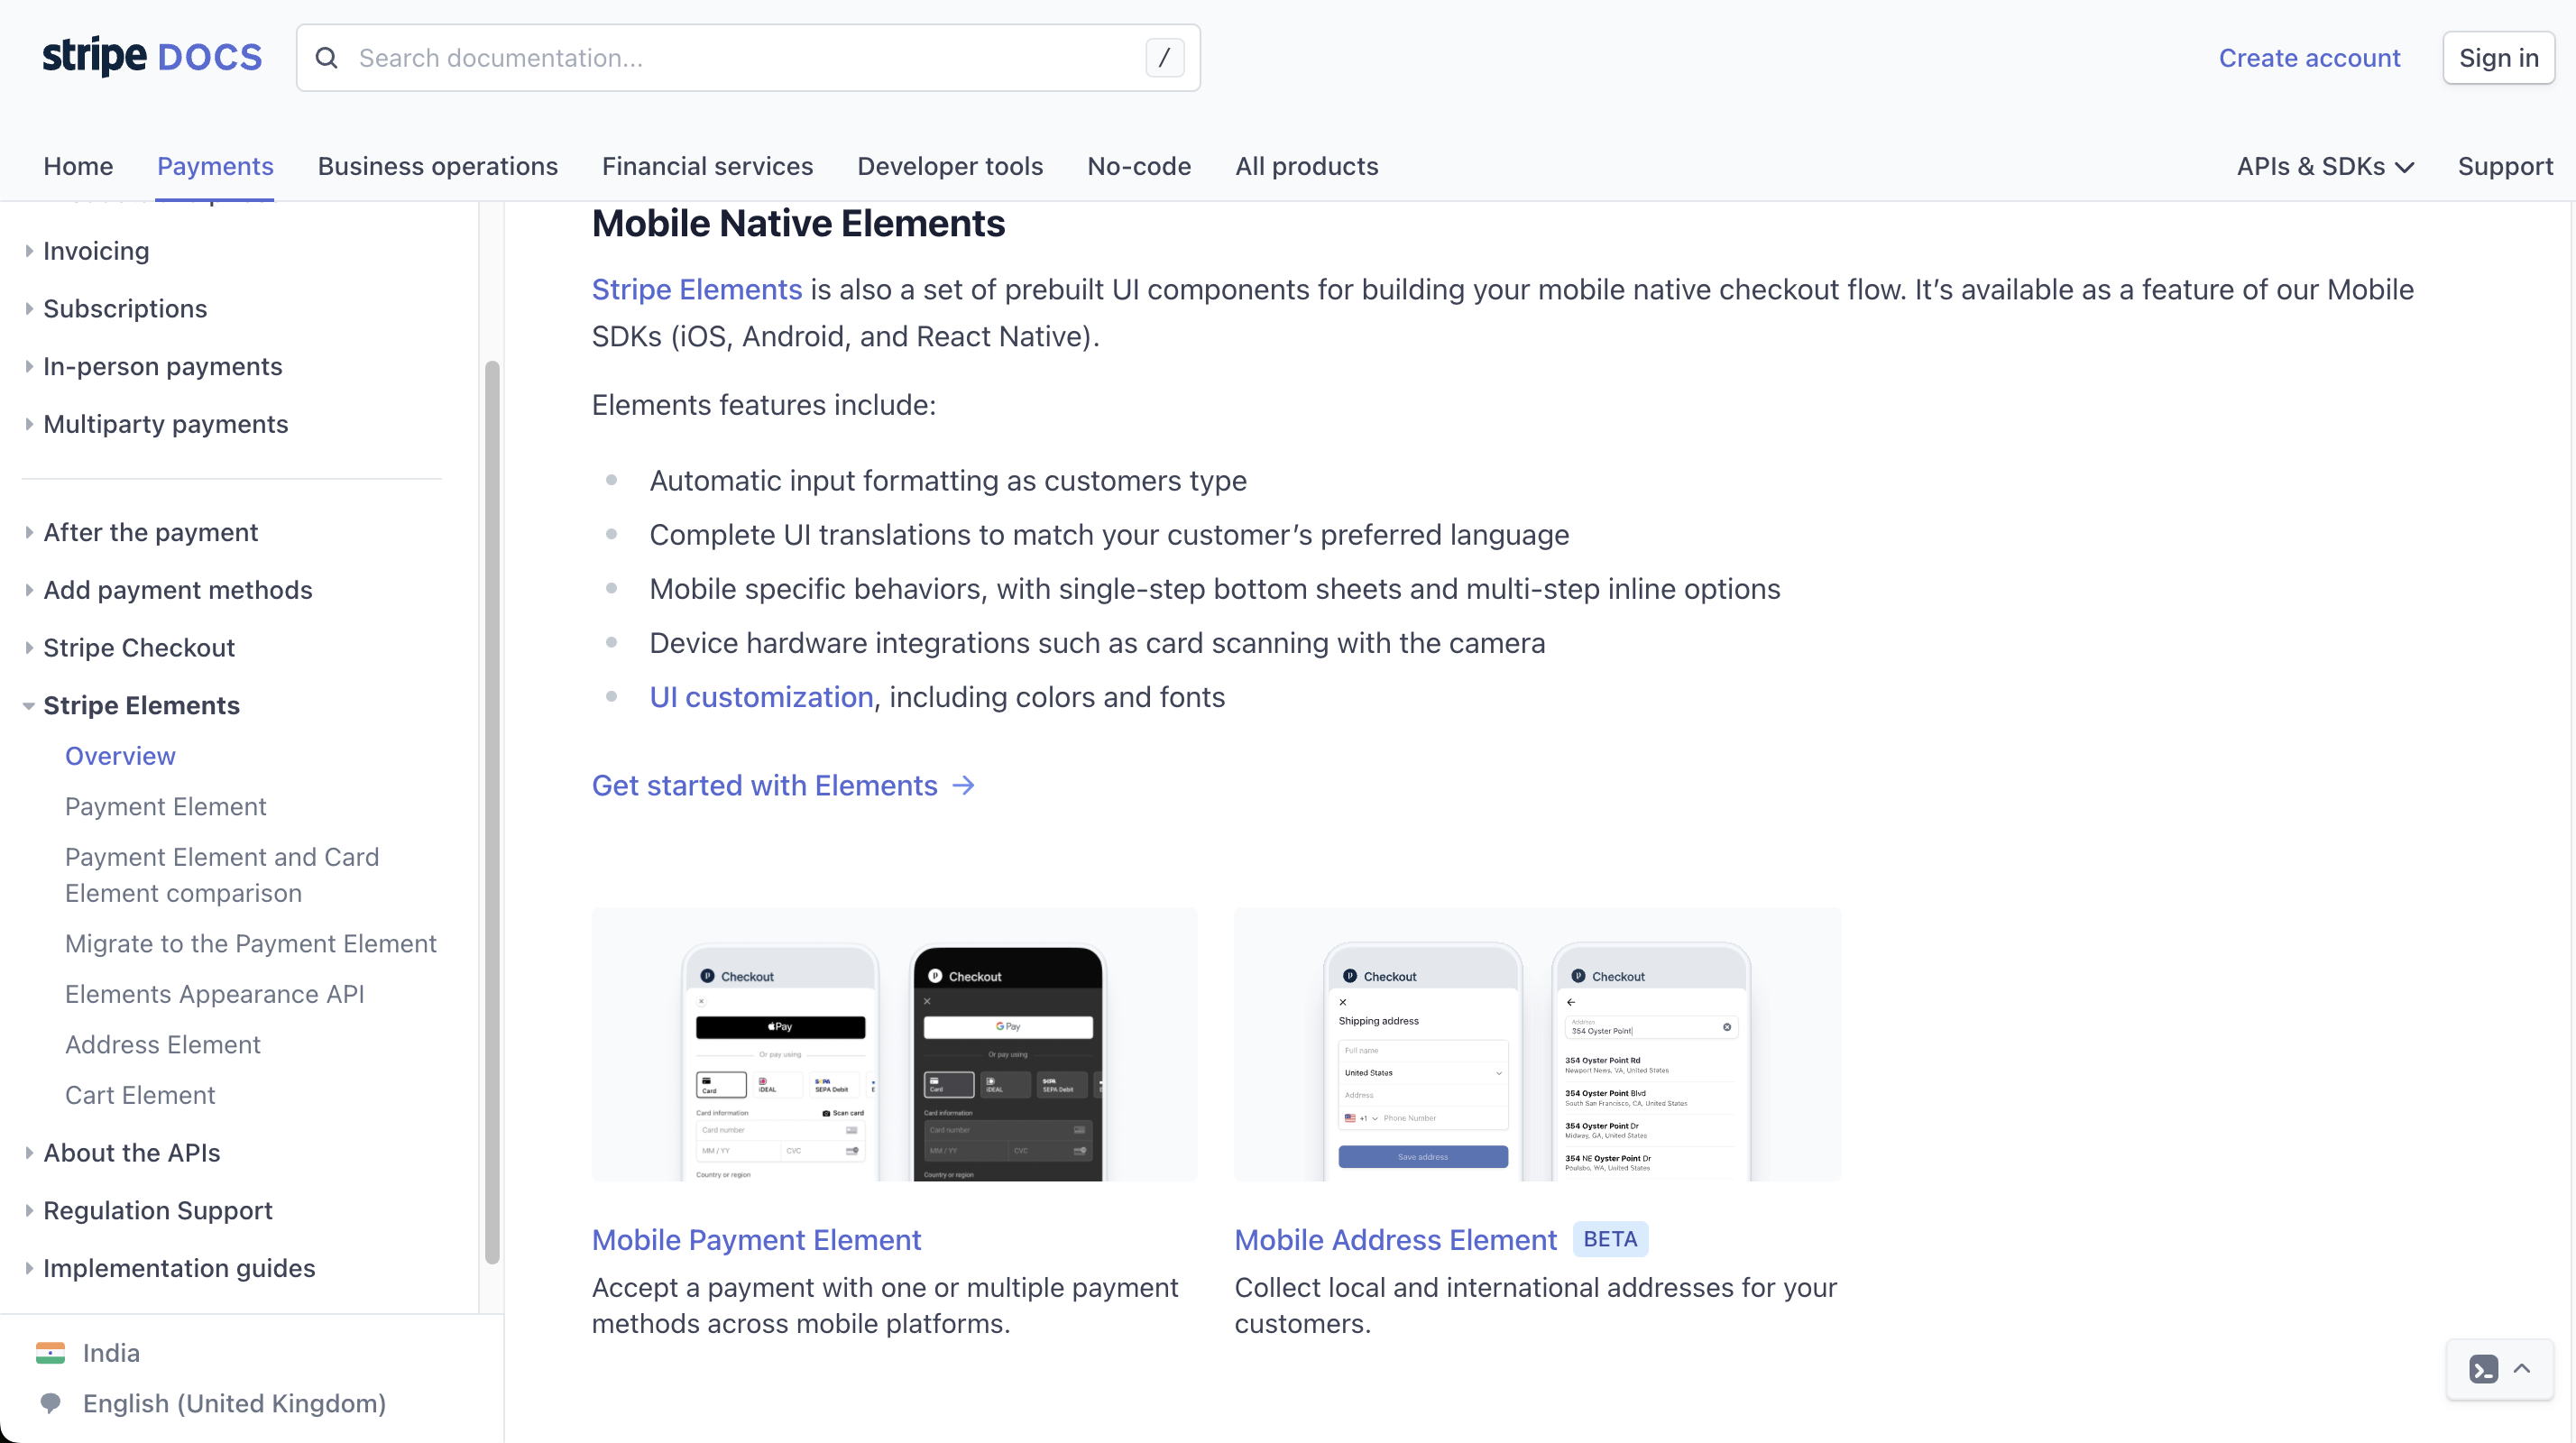 stripe DOCS
Search documentation...
/
Create account
Sign in
Home
Payments
Business operations
Financial services
Developer tools
No-code
All products
APIs & SDKs
Support
Invoicing
Subscriptions
In-person payments
Multiparty payments
After the payment
Add payment methods
Stripe Checkout
Stripe Elements
Overview
Payment Element
Payment Element and Card
Element comparison
Migrate to the Payment Element
Elements Appearance API
Address Element
Cart Element
About the APIs
Regulation Support
Implementation guides
India
English (United Kingdom)
Mobile Native Elements
Stripe Elements is also a set of prebuilt UI components for building your mobile native checkout flow. It’s available as a feature of our Mobile
SDKs (iOS, Android, and React Native).
Elements features include:
Automatic input formatting as customers type
Complete UI translations to match your customer’s preferred language
Mobile specific behaviors, with single-step bottom sheets and multi-step inline options
Device hardware integrations such as card scanning with the camera
UI customization, including colors and fonts
Get started with Elements →
Checkout
Pay
Or pay using
Card
iDEAL
SEPA Debit
Card information
Scan card
Card number
MM / YY
CVC
Country or region
Checkout
G Pay
Or pay using
Card
iDEAL
SEPA Debit
Card information
Card number
MM / YY
CVC
Country or region
Checkout
Shipping address
Full name
United States
Address
+1
Phone Number
Save address
Checkout
Address
354 Oyster Point
354 Oyster Point Rd
Newport News, VA, United States
354 Oyster Point Blvd
South San Francisco, CA, United States
354 Oyster Point Dr
Midway, GA, United States
354 NE Oyster Point Dr
Poulsbo, WA, United States
Mobile Payment Element
Accept a payment with one or multiple payment
methods across mobile platforms.
Mobile Address Element
BETA
Collect local and international addresses for your
customers.